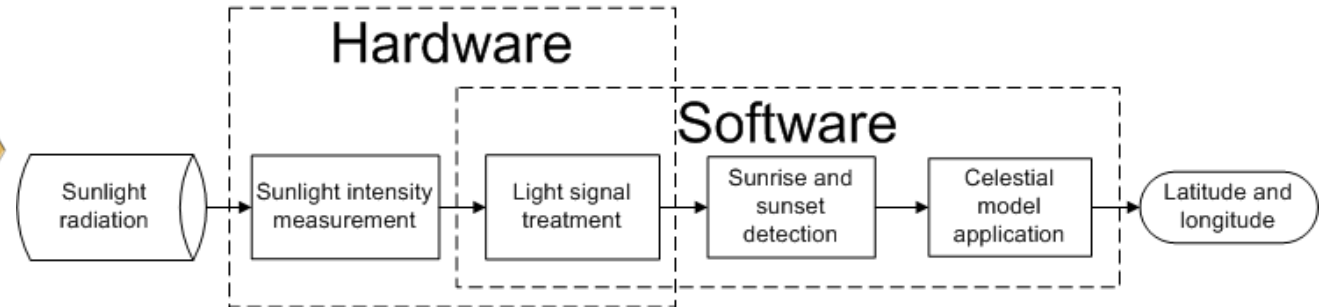 Hardware
Software
Sunlight
radiation
Sunlight intensity
measurement
Light signal
treatment
Sunrise and
sunset
detection
Celestial
model
application
Latitude and
longitude